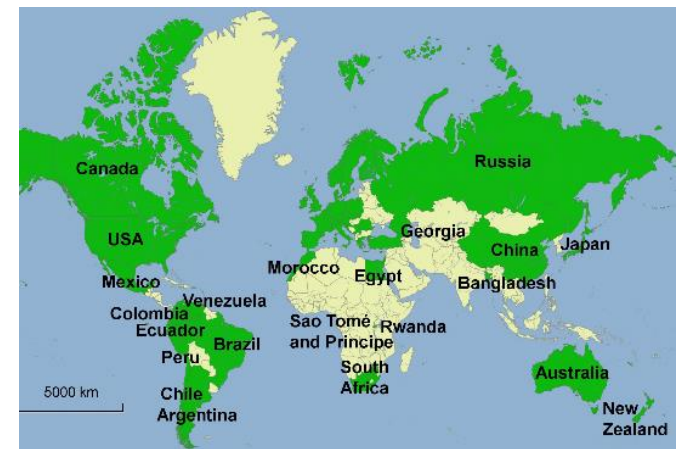 Canada
Russia
USA
Georgia
China
Japan
Morocco
Egypt
Mexico
Bangladesh
Venezuela
Colombia
Ecuador
Sao Tomé
and Principe
Rwanda
Brazil
Peru
South
Africa
Australia
5000 km
Chile
Argentina
New
Zealand